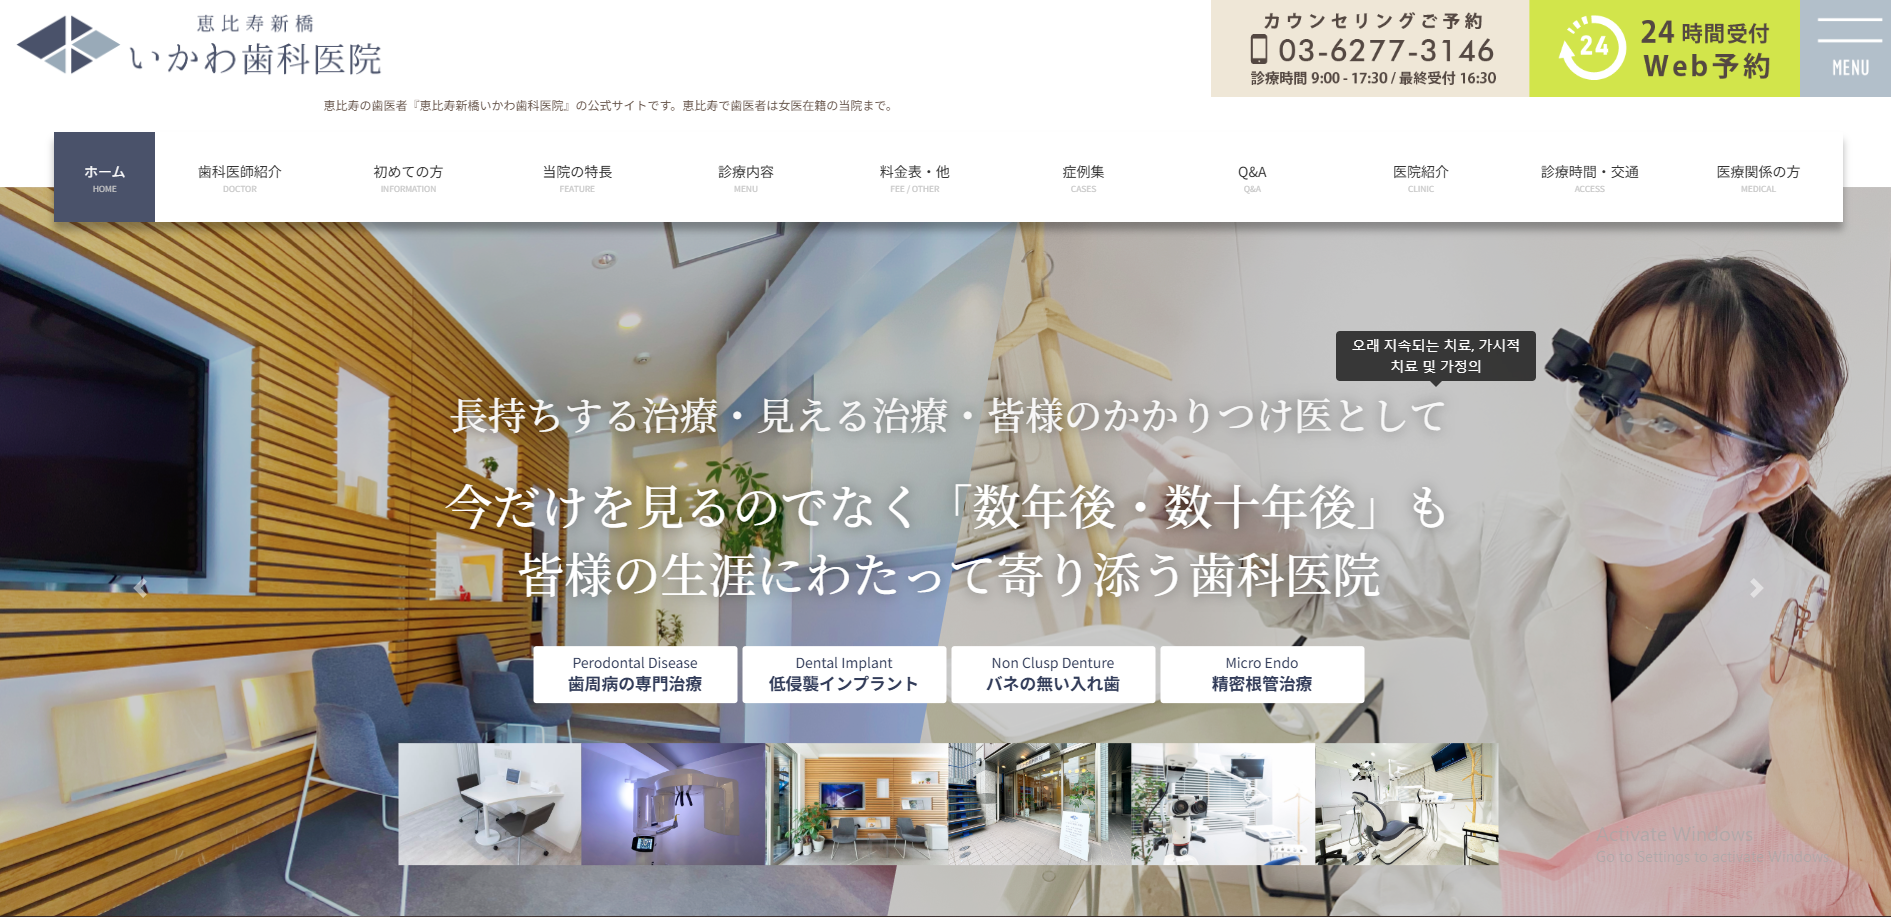 恵比寿新橋
いかわ歯科医院
カウンセリングご予約
03-6277-3146
診療時間 9:00 - 17:30 / 最終受付 16:30
24
24 時間受付
Web予約
MENU
恵比寿の歯医者『恵比寿新橋いかわ歯科医院』の公式サイトです。恵比寿で歯医者は女医在籍の当院まで。
ホーム
HOME
歯科医師紹介
DOCTOR
初めての方
INFORMATION
当院の特長
FEATURE
診療内容
MENU
料金表・他
FEE / OTHER
症例集
CASES
Q&A
Q&A
医院紹介
CLINIC
診療時間・交通
ACCESS
医療関係の方
MEDICAL
오래 지속되는 치료, 가시적
치료 및 가정의
長持ちする治療・見える治療・皆様のかかりつけ医として
今だけを見るのでなく「数年後・数十年後」も
皆様の生涯にわたって寄り添う歯科医院
Perodontal Disease
歯周病の専門治療
Dental Implant
低侵襲インプラント
Non Clusp Denture
バネの無い入れ歯
Micro Endo
精密根管治療
Activate Windows
Go to Settings